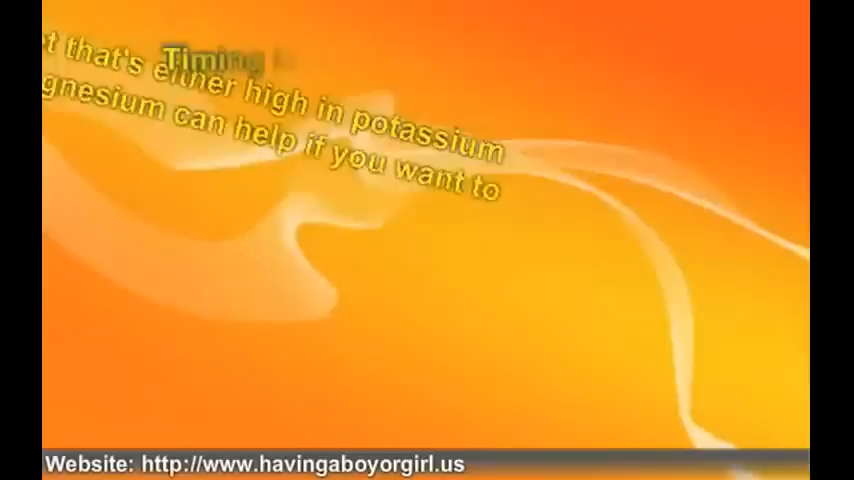 Timing
t that's either high in potassium
gnesium can help if you want to
Website: http://www.havingaboyorgirl.us